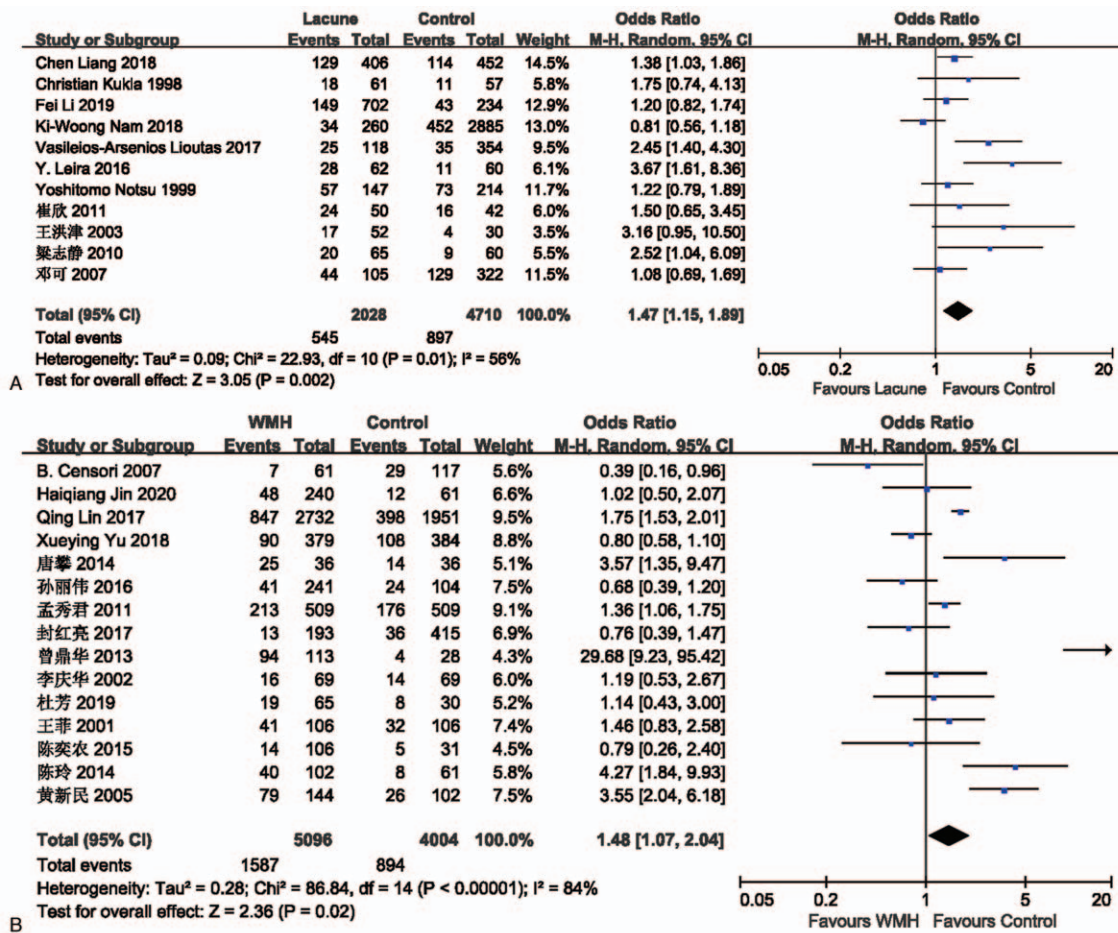 Lacune Control Odds Ratio Odds Ratio
Study or Subgroup Events Total Events Total Weight M-H, Random, 95% CI M-H, Random, 95% CI
Chen Liang 2018 129 406 114 452 14.5% 1.38 [1.03, 1.86]
Christian Kukla 1998 18 61 11 57 5.8% 1.75 [0.74, 4.13]
Fei Li 2019 149 702 43 234 12.9% 1.20 [0.82, 1.74]
Ki-Woong Nam 2018 34 260 452 2885 13.0% 0.81 [0.56, 1.18]
Vasileios-Arsenios Lioutas 2017 25 118 35 354 9.5% 2.45 [1.40, 4.30]
Y. Leira 2016 28 62 11 60 6.1% 3.67 [1.61, 8.36]
Yoshitomo Notsu 1999 57 147 73 214 11.7% 1.22 [0.79, 1.89]
崔欣 2011 24 50 16 42 6.0% 1.50 [0.65, 3.45]
王洪津 2003 17 52 4 30 3.5% 3.16 [0.95, 10.50]
梁志静 2010 20 65 9 60 5.5% 2.52 [1.04, 6.09]
邓可 2007 44 105 129 322 11.5% 1.08 [0.69, 1.69]
Total (95% CI) 2028 4710 100.0% 1.47 [1.15, 1.89]
Total events 545 897
Heterogeneity: Tau² = 0.09; Chi² = 22.93, df = 10 (P = 0.01); I² = 56%
Test for overall effect: Z = 3.05 (P = 0.002)
0.05 0.2 1 5 20
Favours Lacune Favours Control
A
WMH Control Odds Ratio Odds Ratio
Study or Subgroup Events Total Events Total Weight M-H, Random, 95% CI M-H, Random, 95% CI
B. Censori 2007 7 61 29 117 5.6% 0.39 [0.16, 0.96]
Haiqiang Jin 2020 48 240 12 61 6.6% 1.02 [0.50, 2.07]
Qing Lin 2017 847 2732 398 1951 9.5% 1.75 [1.53, 2.01]
Xueying Yu 2018 90 379 108 384 8.8% 0.80 [0.58, 1.10]
唐攀 2014 25 36 14 36 5.1% 3.57 [1.35, 9.47]
孙丽伟 2016 41 241 24 104 7.5% 0.68 [0.39, 1.20]
孟秀君 2011 213 509 176 509 9.1% 1.36 [1.06, 1.75]
封红亮 2017 13 193 36 415 6.9% 0.76 [0.39, 1.47]
曾鼎华 2013 94 113 4 28 4.3% 29.68 [9.23, 95.42]
李庆华 2002 16 69 14 69 6.0% 1.19 [0.53, 2.67]
杜芳 2019 19 65 8 30 5.2% 1.14 [0.43, 3.00]
王菲 2001 41 106 32 106 7.4% 1.46 [0.83, 2.58]
陈奕农 2015 14 106 5 31 4.5% 0.79 [0.26, 2.40]
陈玲 2014 40 102 8 61 5.8% 4.27 [1.84, 9.93]
黄新民 2005 79 144 26 102 7.5% 3.55 [2.04, 6.18]
Total (95% CI) 5096 4004 100.0% 1.48 [1.07, 2.04]
Total events 1587 894
Heterogeneity: Tau² = 0.28; Chi² = 86.84, df = 14 (P < 0.00001); I² = 84%
Test for overall effect: Z = 2.36 (P = 0.02)
0.05 0.2 1 5 20
Favours WMH Favours Control
B